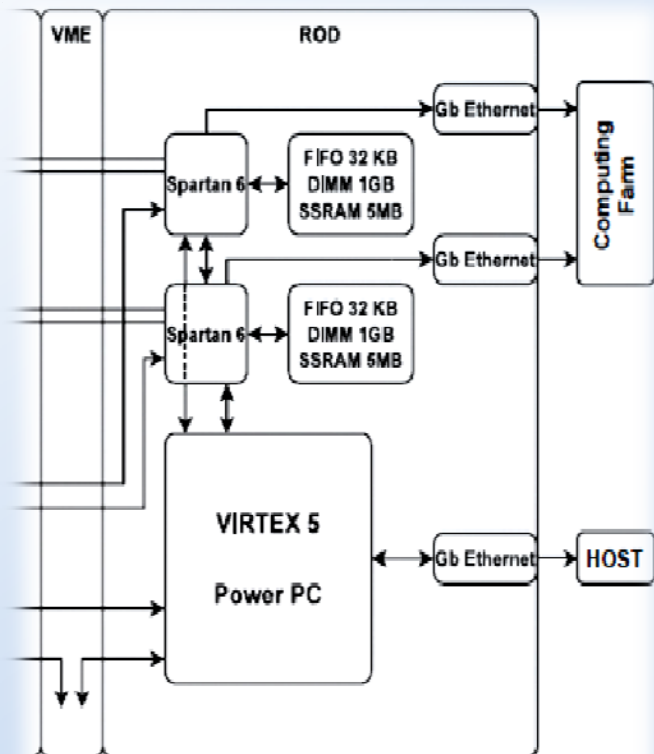 VME
ROD
Gb Ethernet
Computing
Farm
Spartan 6
FIFO 32 KB
DIMM 1GB
SSRAM 5MB
Gb Ethernet
Spartan 6
FIFO 32 KB
DIMM 1GB
SSRAM 5MB
VIRTEX 5
Power PC
Gb Ethernet
HOST